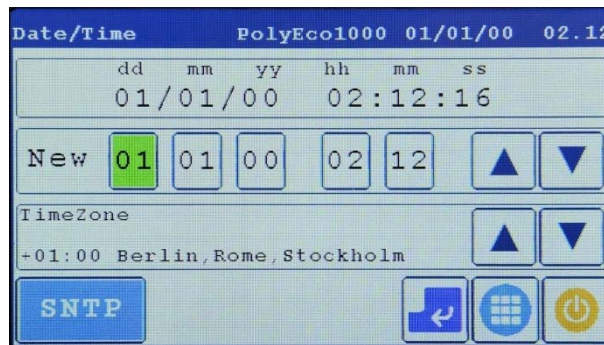 Date/Time PolyEco1000 01/01/00 02.12
dd mm yy hh mm ss
01/01/00 02:12:16
New 01 01 00 02 12
TimeZone
+01:00 Berlin,Rome,Stockholm
SNTP